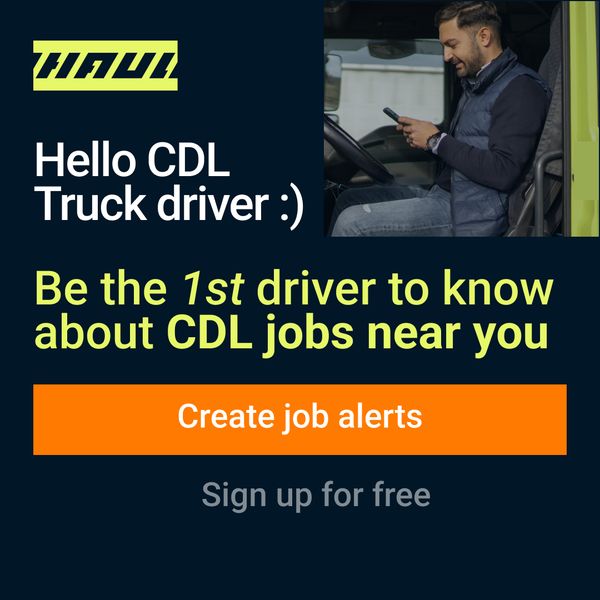 HAUL
Hello CDL
Truck driver :)
Be the 1st driver to know
about CDL jobs near you
Create job alerts
Sign up for free